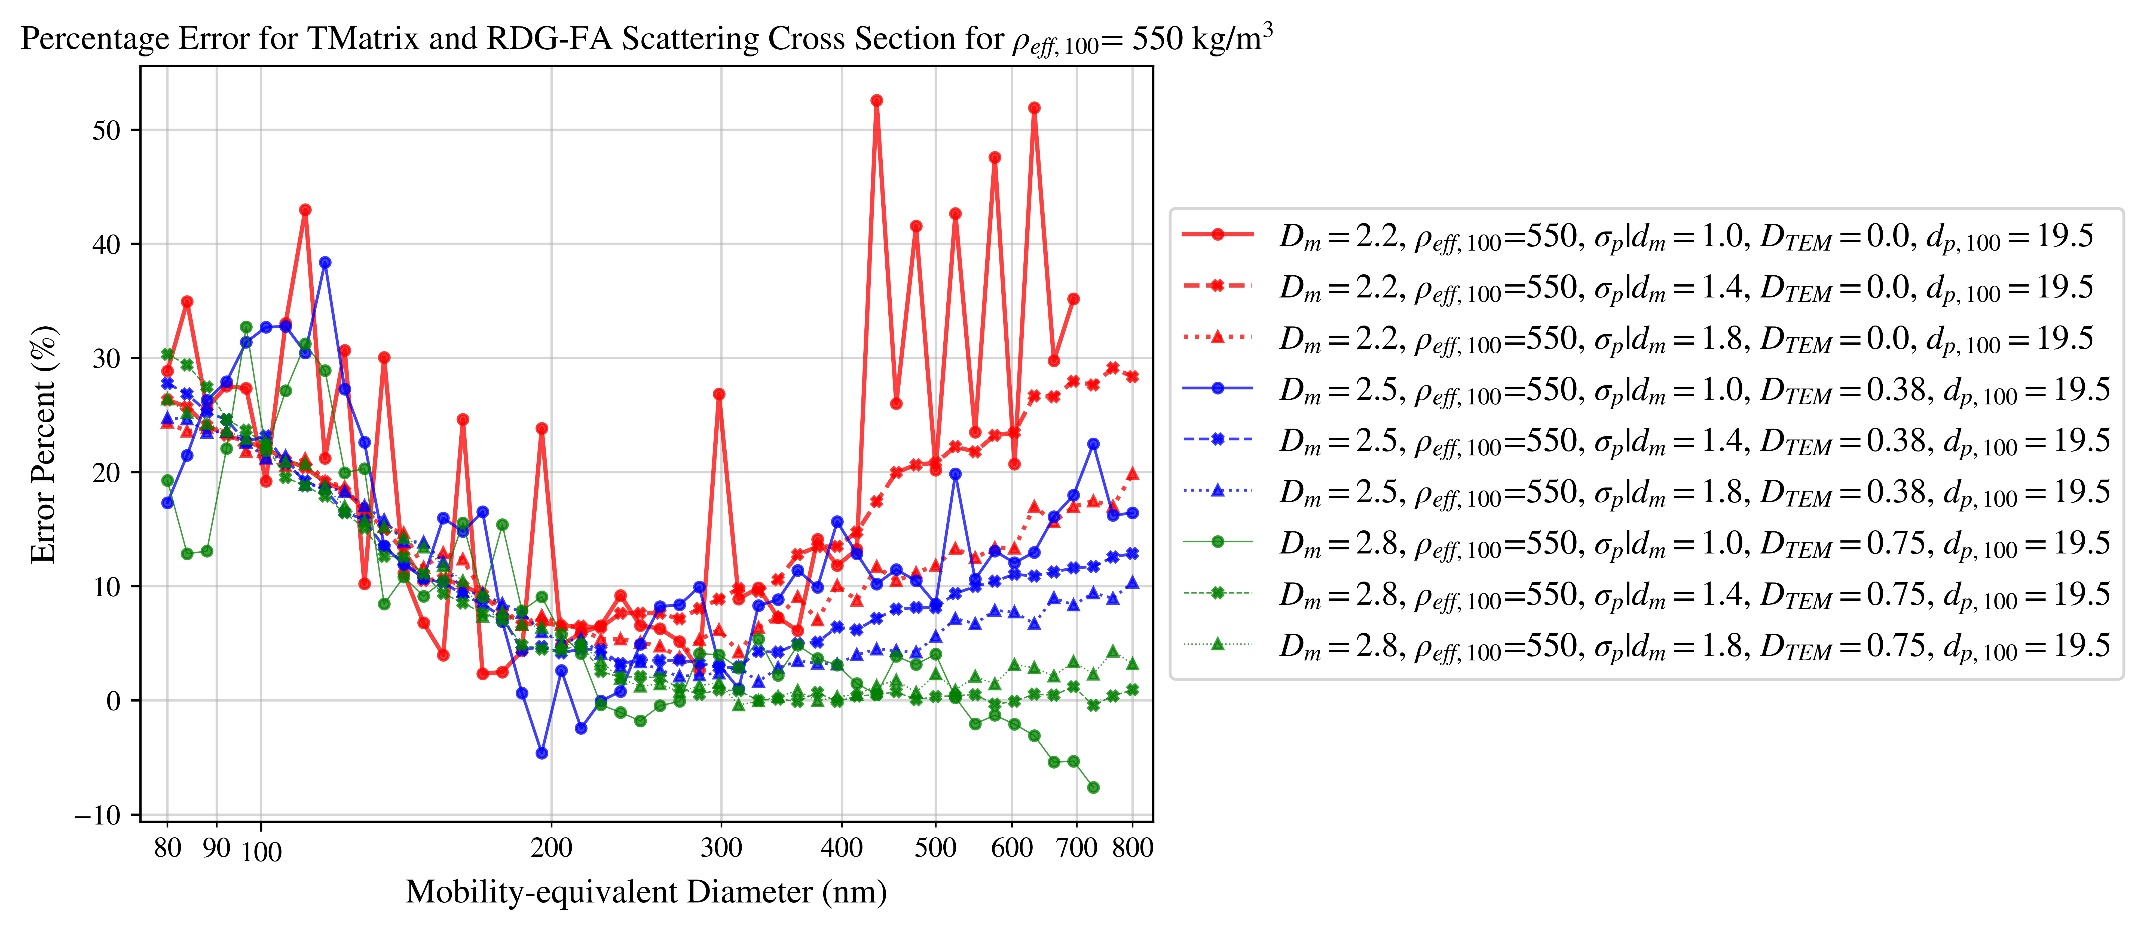 Percentage Error for TMatrix and RDG-FA Scattering Cross Section for ρeff, 100= 550 kg/m³
Error Percent (%)
50
40
30
20
10
0
−10
80 90 100 200 300 400 500 600 700 800
Mobility-equivalent Diameter (nm)
Dm = 2.2, ρeff, 100=550, σp|dm = 1.0, DTEM = 0.0, dp, 100 = 19.5
Dm = 2.2, ρeff, 100=550, σp|dm = 1.4, DTEM = 0.0, dp, 100 = 19.5
Dm = 2.2, ρeff, 100=550, σp|dm = 1.8, DTEM = 0.0, dp, 100 = 19.5
Dm = 2.5, ρeff, 100=550, σp|dm = 1.0, DTEM = 0.38, dp, 100 = 19.5
Dm = 2.5, ρeff, 100=550, σp|dm = 1.4, DTEM = 0.38, dp, 100 = 19.5
Dm = 2.5, ρeff, 100=550, σp|dm = 1.8, DTEM = 0.38, dp, 100 = 19.5
Dm = 2.8, ρeff, 100=550, σp|dm = 1.0, DTEM = 0.75, dp, 100 = 19.5
Dm = 2.8, ρeff, 100=550, σp|dm = 1.4, DTEM = 0.75, dp, 100 = 19.5
Dm = 2.8, ρeff, 100=550, σp|dm = 1.8, DTEM = 0.75, dp, 100 = 19.5